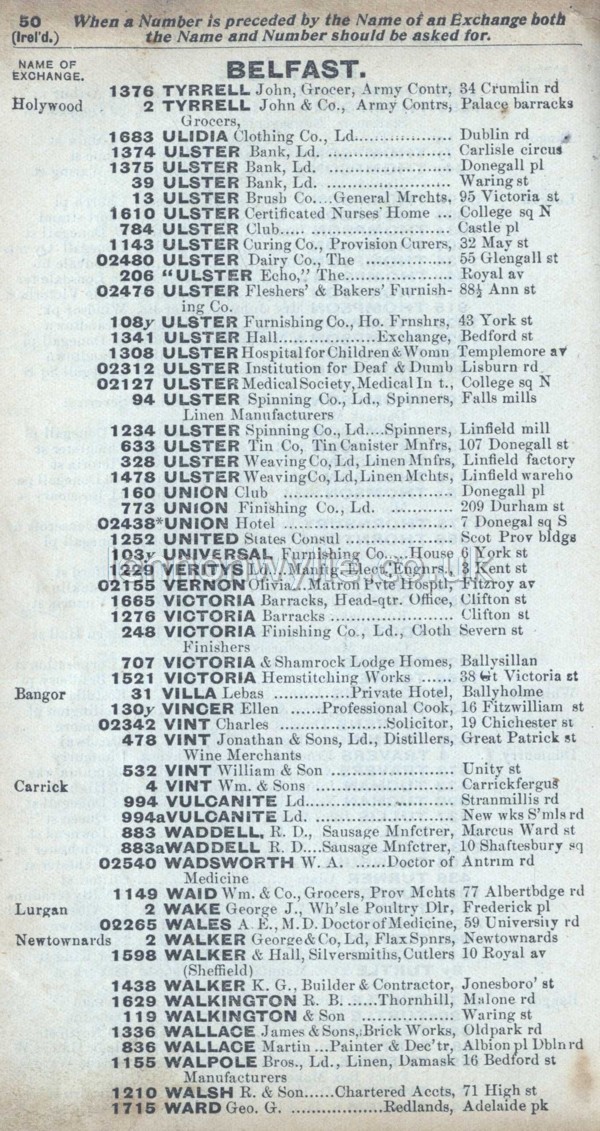 50 When a Number is preceded by the Name of an Exchange both
(Irel'd.) the Name and Number should be asked for.
NAME OF
EXCHANGE.
BELFAST.
1376 TYRRELL John, Grocer, Army Contr, 34 Crumlin rd
Holywood 2 TYRRELL John & Co., Army Contrs, Palace barracks
Grocers,
1683 ULIDIA Clothing Co., Ld................. Dublin rd
1374 ULSTER Bank, Ld. ...................... Carlisle circus
1375 ULSTER Bank, Ld. ...................... Donegall pl
39 ULSTER Bank, Ld. ...................... Waring st
13 ULSTER Brush Co....General Mrchts, 95 Victoria st
1610 ULSTER Certificated Nurses' Home ... College sq N
784 ULSTER Club..... ......................... Castle pl
1143 ULSTER Curing Co., Provision Curers, 32 May st
02480 ULSTER Dairy Co., The ............... 55 Glengall st
206 "ULSTER Echo," The................... Royal av
02476 ULSTER Fleshers' & Bakers' Furnish- 88½ Ann st
ing Co.
108y ULSTER Furnishing Co., Ho. Frnshrs, 43 York st
1341 ULSTER Hall..................Exchange, Bedford st
1308 ULSTER Hospital for Children & Womn Templemore av
02312 ULSTER Institution for Deaf & Dumb Lisburn rd
02127 ULSTER Medical Society, Medical In t., College sq N
94 ULSTER Spinning Co., Ld., Spinners, Falls mills
Linen Manufacturers
1234 ULSTER Spinning Co., Ld....Spinners, Linfield mill
633 ULSTER Tin Co, Tin Canister Mnfrs, 107 Donegall st
328 ULSTER Weaving Co, Ld, Linen Mnfrs, Linfield factory
1478 ULSTER Weaving Co, Ld, Linen Mchts, Linfield wareho
160 UNION Club .............................. Donegall pl
773 UNION Finishing Co., Ld. ........... 209 Durham st
02438*UNION Hotel .............................. 7 Donegal sq S
1252 UNITED States Consul .................. Scot Prov bldgs
103y UNIVERSAL Furnishing Co.....House 6 York st
1229 VERITYS Ld....Manfg. Elect. Engnrs., 3 Kent st
02155 VERNON Olivia...Matron Pvte Hosptl, Fitzroy av
1665 VICTORIA Barracks, Head-qtr. Office, Clifton st
1276 VICTORIA Barracks ...................... Clifton st
248 VICTORIA Finishing Co., Ld., Cloth Severn st
Finishers
707 VICTORIA & Shamrock Lodge Homes, Ballysillan
1521 VICTORIA Hemstitching Works ...... 38 Gt Victoria st
Bangor 31 VILLA Lebas ..............Private Hotel, Ballyholme
130y VINCER Ellen ......Professional Cook, 16 Fitzwilliam st
02342 VINT Charles ...................Solicitor, 19 Chichester st
478 VINT Jonathan & Sons, Ld., Distillers, Great Patrick st
Wine Merchants
532 VINT William & Son ...................... Unity st
Carrick 4 VINT Wm. & Sons ........................ Carrickfergus
994 VULCANITE Ld.......................... Stranmillis rd
994a VULCANITE Ld. ........................ New wks S'mls rd
883 WADDELL, R. D., Sausage Mnfctrer, Marcus Ward st
883a WADDELL R. D....Sausage Mnfctrer, 10 Shaftesbury sq
02540 WADSWORTH W. A. ........Doctor of Antrim rd
Medicine
1149 WAID Wm. & Co., Grocers, Prov Mchts 77 Albertbdge rd
Lurgan 2 WAKE George J., Wh'sle Poultry Dlr, Frederick pl
02265 WALES A. E., M.D. Doctor of Medicine, 59 University rd
Newtownards 2 WALKER George & Co, Ld, Flax Spnrs, Newtownards
1598 WALKER & Hall, Silversmiths, Cutlers 10 Royal av
(Sheffield)
1438 WALKER K. G., Builder & Contractor, Jonesboro' st
1629 WALKINGTON R. B. ......Thornhill, Malone rd
119 WALKINGTON & Son ................... Waring st
1336 WALLACE James & Sons, Brick Works, Oldpark rd
836 WALLACE Martin ...Painter & Dec'tr, Albion pl Dblnrd
1155 WALPOLE Bros., Ld., Linen, Damask 16 Bedford st
Manufacturers
1210 WALSH R. & Son......Chartered Accts, 71 High st
1715 WARD Geo. G. .................Redlands, Adelaide pk